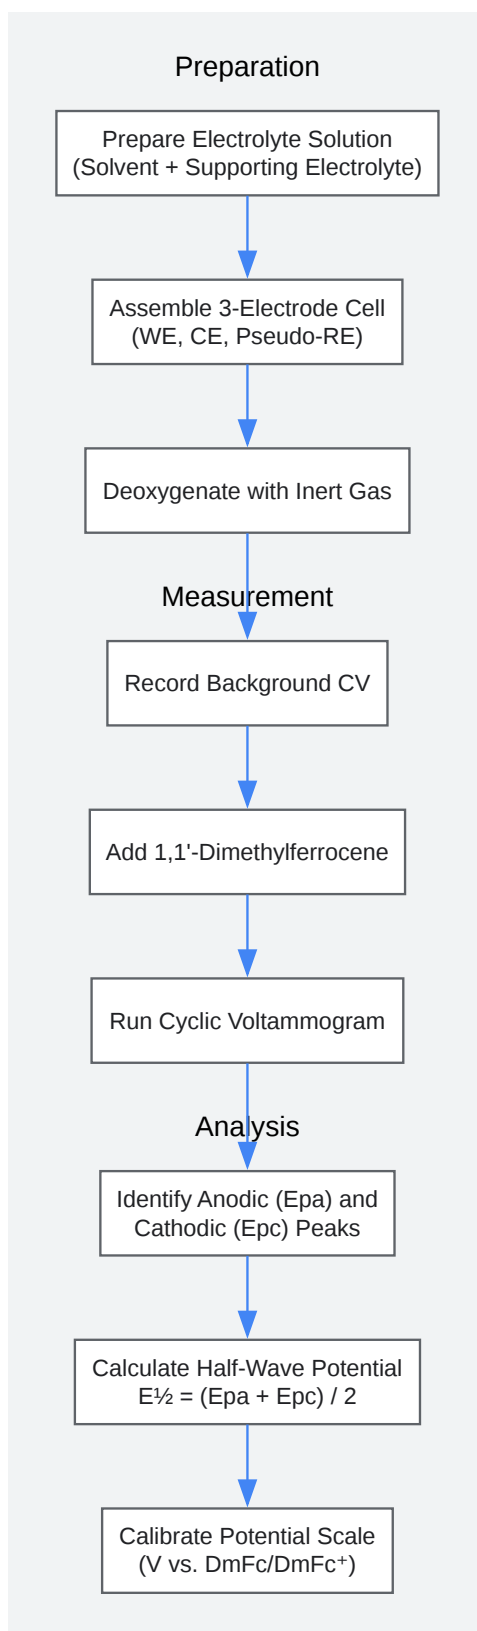 Preparation
Prepare Electrolyte Solution
(Solvent + Supporting Electrolyte)
Assemble 3-Electrode Cell
(WE, CE, Pseudo-RE)
Deoxygenate with Inert Gas
Measurement
Record Background CV
Add 1,1'-Dimethylferrocene
Run Cyclic Voltammogram
Analysis
Identify Anodic (Epa) and
Cathodic (Epc) Peaks
Calculate Half-Wave Potential
E½ = (Epa + Epc) / 2
Calibrate Potential Scale
(V vs. DmFc/DmFc⁺)